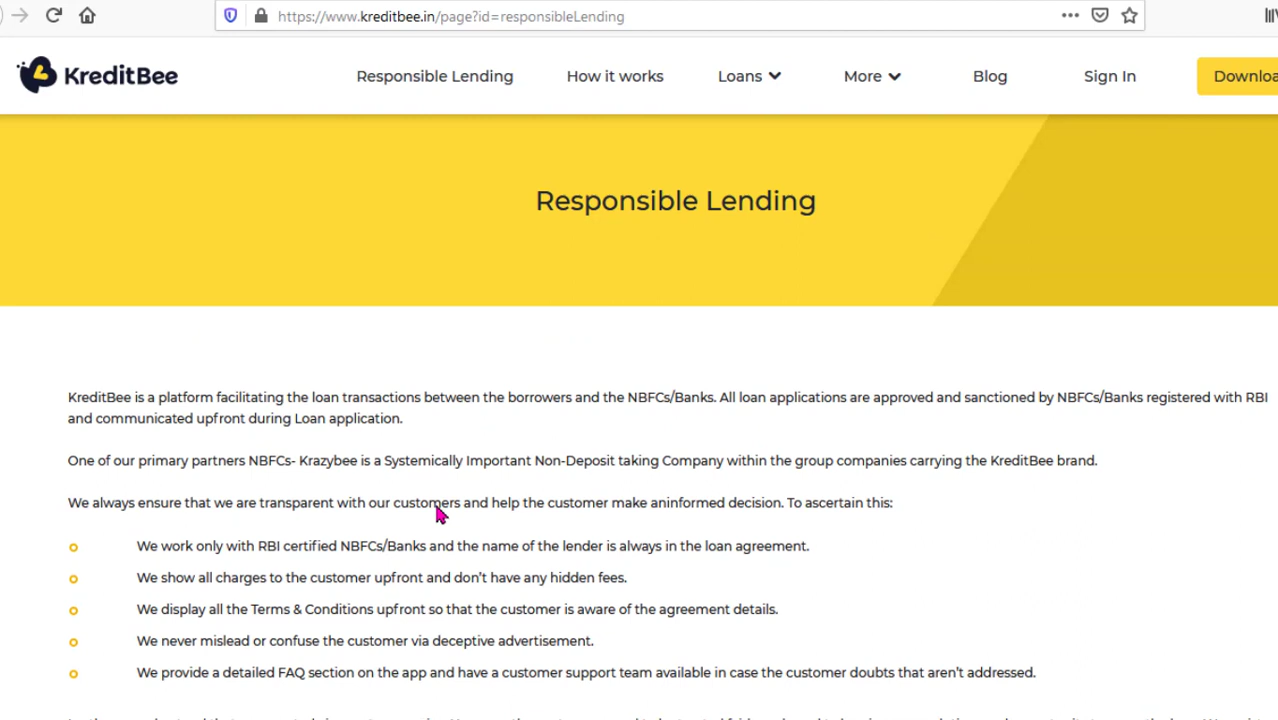 https://www.kreditbee.in/page?id=responsibleLending
KreditBee Responsible Lending How it works Loans More Blog Sign In Downloa
Responsible Lending
KreditBee is a platform facilitating the loan transactions between the borrowers and the NBFCs/Banks. All loan applications are approved and sanctioned by NBFCs/Banks registered with RBI
and communicated upfront during Loan application.
One of our primary partners NBFCs- Krazybee is a Systemically Important Non-Deposit taking Company within the group companies carrying the KreditBee brand.
We always ensure that we are transparent with our customers and help the customer make aninformed decision. To ascertain this:
We work only with RBI certified NBFCs/Banks and the name of the lender is always in the loan agreement.
We show all charges to the customer upfront and don't have any hidden fees.
We display all the Terms & Conditions upfront so that the customer is aware of the agreement details.
We never mislead or confuse the customer via deceptive advertisement.
We provide a detailed FAQ section on the app and have a customer support team available in case the customer doubts that aren't addressed.